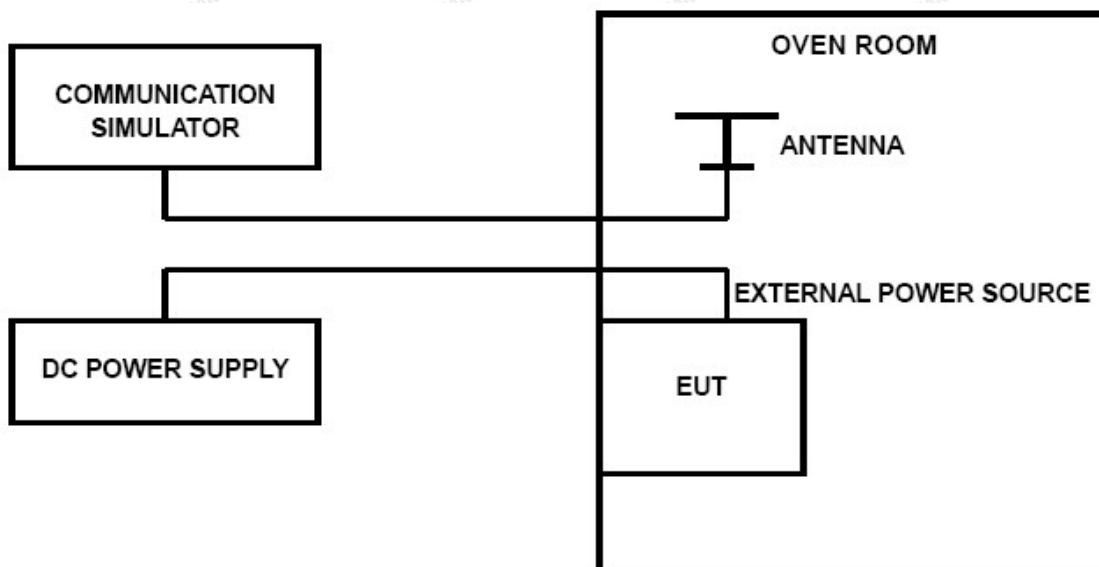 OVEN ROOM
COMMUNICATION
SIMULATOR
ANTENNA
EXTERNAL POWER SOURCE
DC POWER SUPPLY
EUT